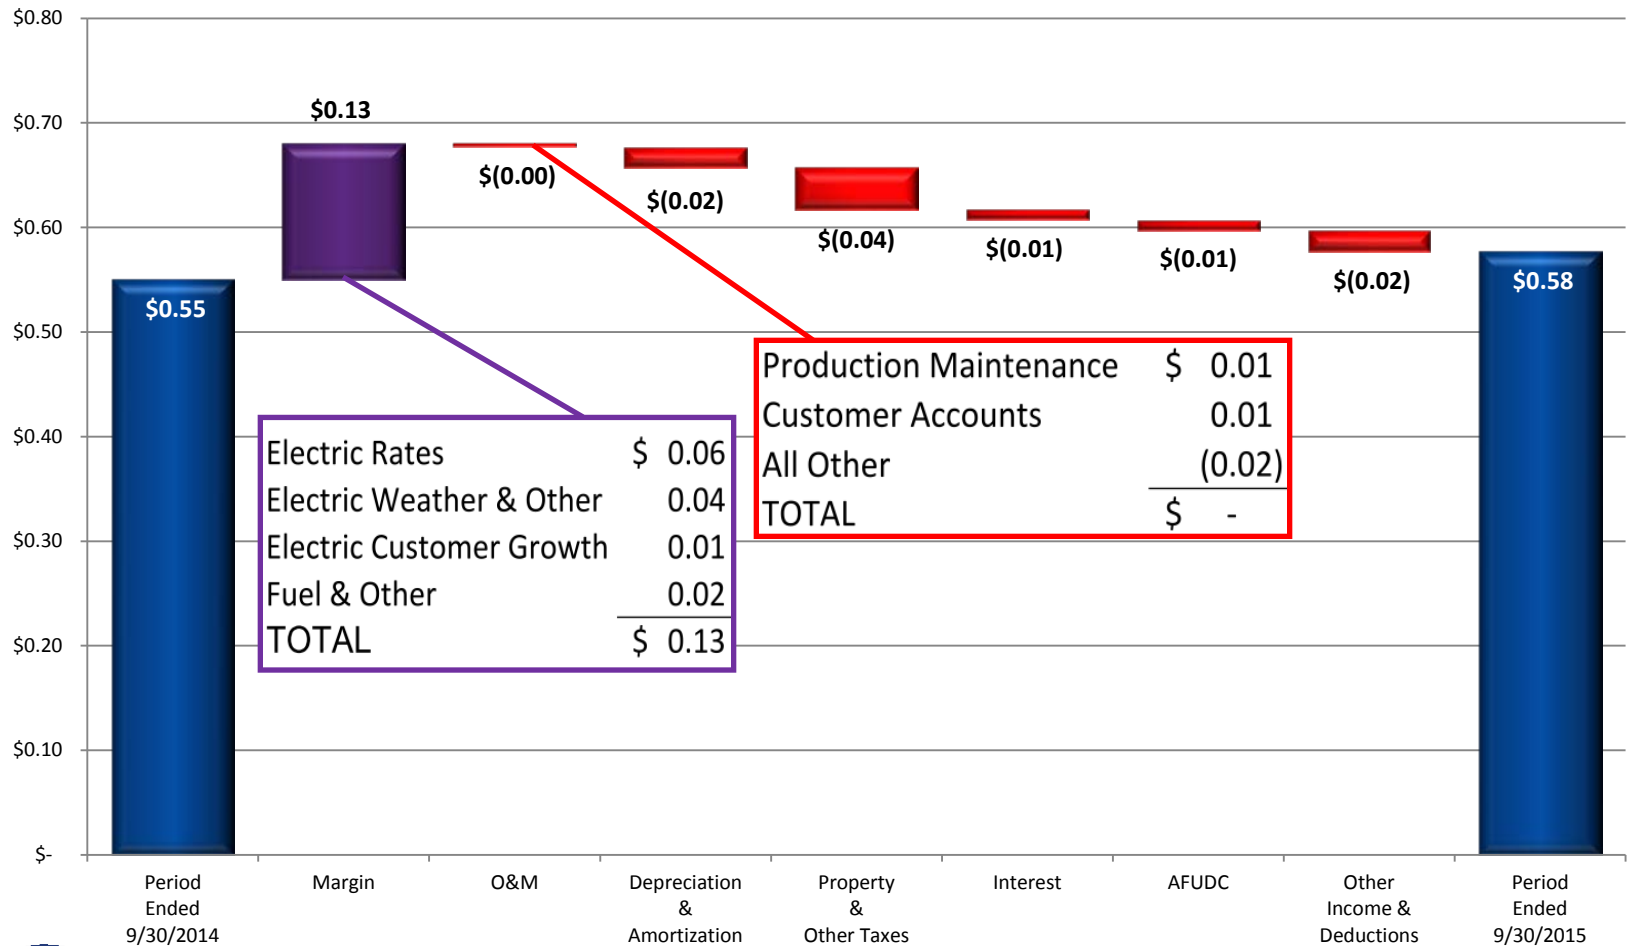 $0.80
$0.70
$0.60
$0.50
$0.40
$0.30
$0.20
$0.10
$-
$0.55
$0.13
$(0.00)
$(0.02)
$(0.04)
$(0.01)
$(0.01)
$(0.02)
$0.58
Electric Rates $ 0.06
Electric Weather & Other 0.04
Electric Customer Growth 0.01
Fuel & Other 0.02
TOTAL $ 0.13
Production Maintenance $ 0.01
Customer Accounts 0.01
All Other (0.02)
TOTAL $ -
Period
Ended
9/30/2014
Margin
O&M
Depreciation
&
Amortization
Property
&
Other Taxes
Interest
AFUDC
Other
Income &
Deductions
Period
Ended
9/30/2015